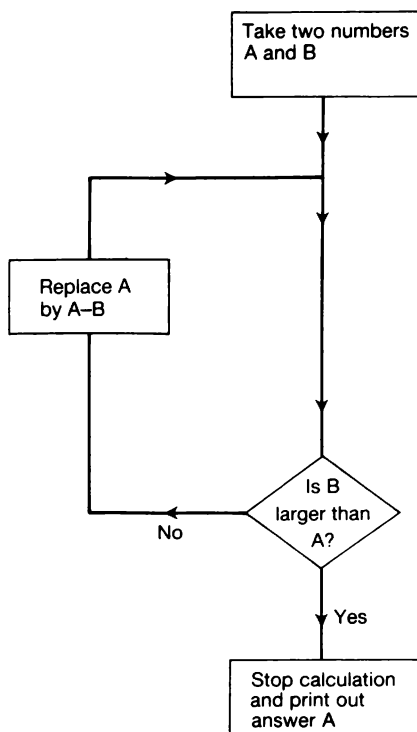 Take two numbers
A and B
Replace A
by A–B
Is B
larger than
A?
No
Yes
Stop calculation
and print out
answer A